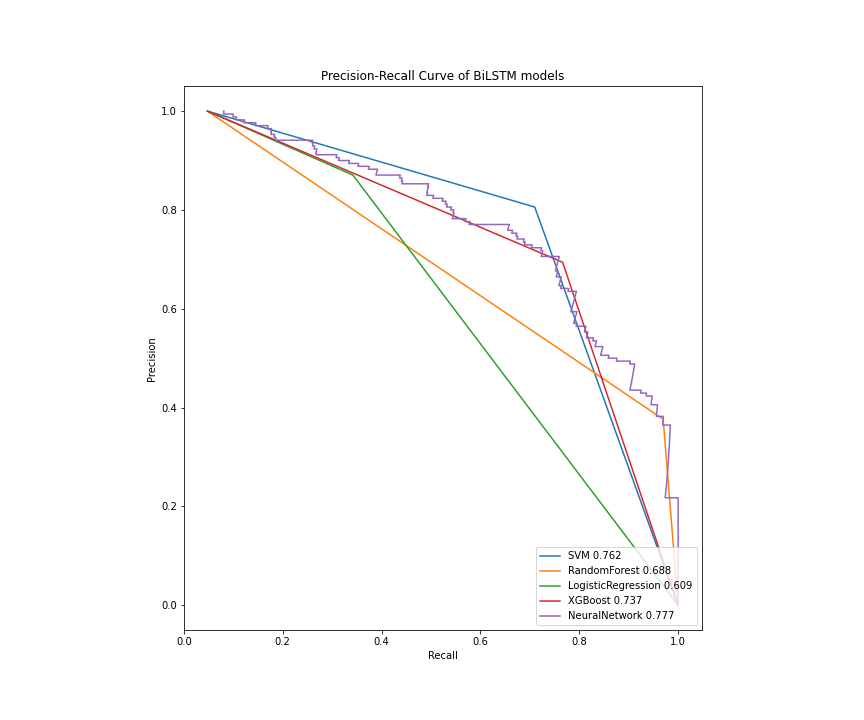 Precision-Recall Curve of BiLSTM models
1.0
0.8
0.6
0.4
0.2
0.0
Precision
SVM 0.762
RandomForest 0.688
LogisticRegression 0.609
XGBoost 0.737
NeuralNetwork 0.777
0.0 0.2 0.4 0.6 0.8 1.0
Recall